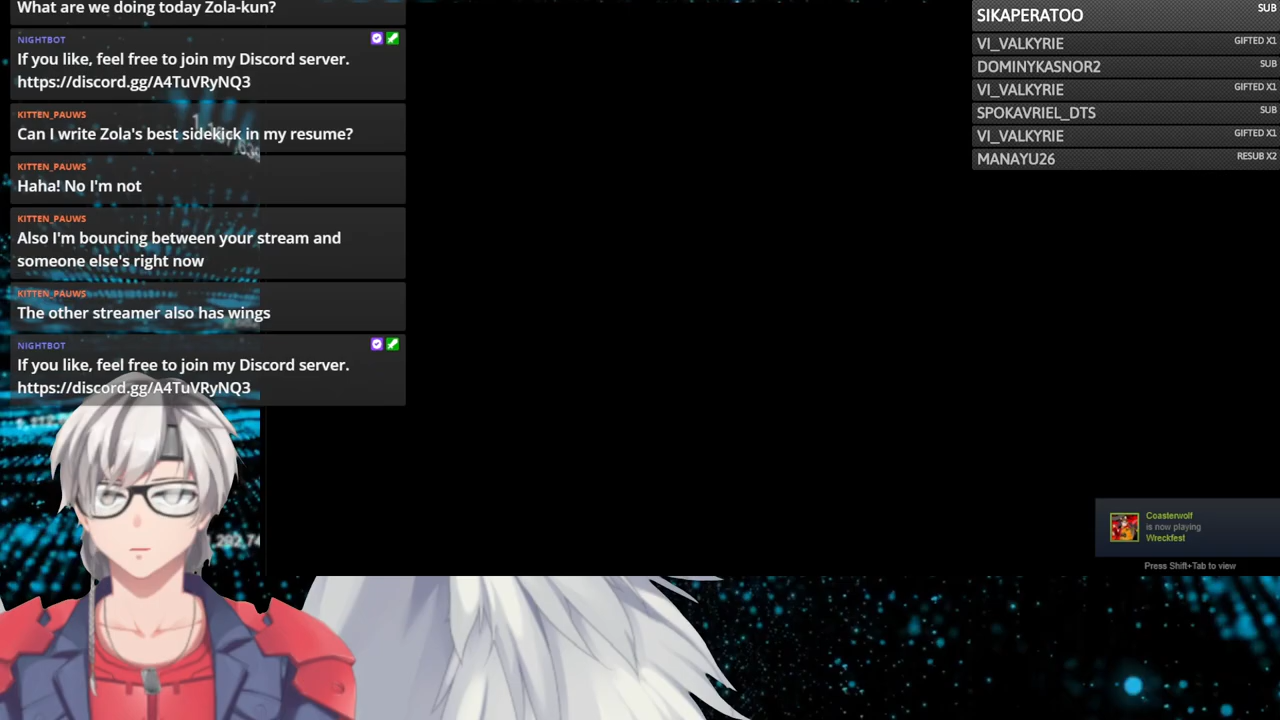 What are we doing today Zola-kun?
NIGHTBOT
If you like, feel free to join my Discord server.
https://discord.gg/A4TuVRyNQ3
KITTEN_PAUWS
Can I write Zola's best sidekick in my resume?
KITTEN_PAUWS
Haha! No I'm not
KITTEN_PAUWS
Also I'm bouncing between your stream and
someone else's right now
KITTEN_PAUWS
The other streamer also has wings
NIGHTBOT
If you like, feel free to join my Discord server.
https://discord.gg/A4TuVRyNQ3
SIKAPERATOO SUB
VI_VALKYRIE GIFTED X1
DOMINYKASNOR2 SUB
VI_VALKYRIE GIFTED X1
SPOKAVRIEL_DTS SUB
VI_VALKYRIE GIFTED X1
MANAYU26 RESUB X2
Coasterwolf
is now playing
Wreckfest
Press Shift+Tab to view